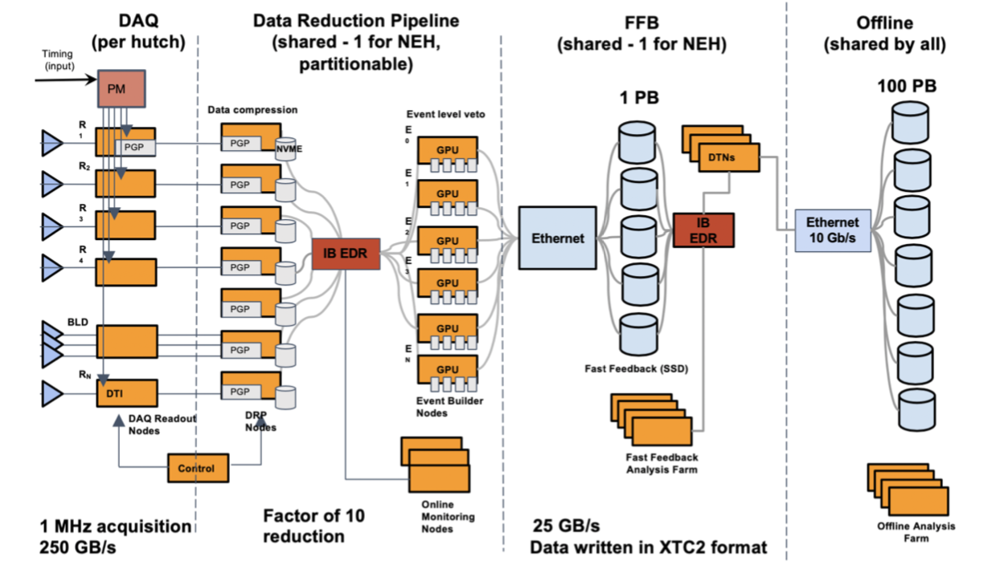 DAQ
(per hutch)
Data Reduction Pipeline
(shared - 1 for NEH,
partitionable)
FFB
(shared - 1 for NEH)
Offline
(shared by all)
Timing
(input)
PM
Data compression
Event level veto
1 PB
100 PB
R
1
PGP
R2
R
3
R
4
BLD
RN
DTI
DAQ Readout
Nodes
Control
PGP
NVME
PGP
PGP
PGP
PGP
PGP
PGP
DRP
Nodes
IB EDR
E
0
GPU
E
1
GPU
E
2
GPU
E
3
GPU
GPU
E
N
GPU
Event Builder
Nodes
Online
Monitoring
Nodes
Ethernet
Fast Feedback (SSD)
DTNs
IB
EDR
Fast Feedback
Analysis Farm
Ethernet
10 Gb/s
Offline Analysis
Farm
1 MHz acquisition
250 GB/s
Factor of 10
reduction
25 GB/s
Data written in XTC2 format